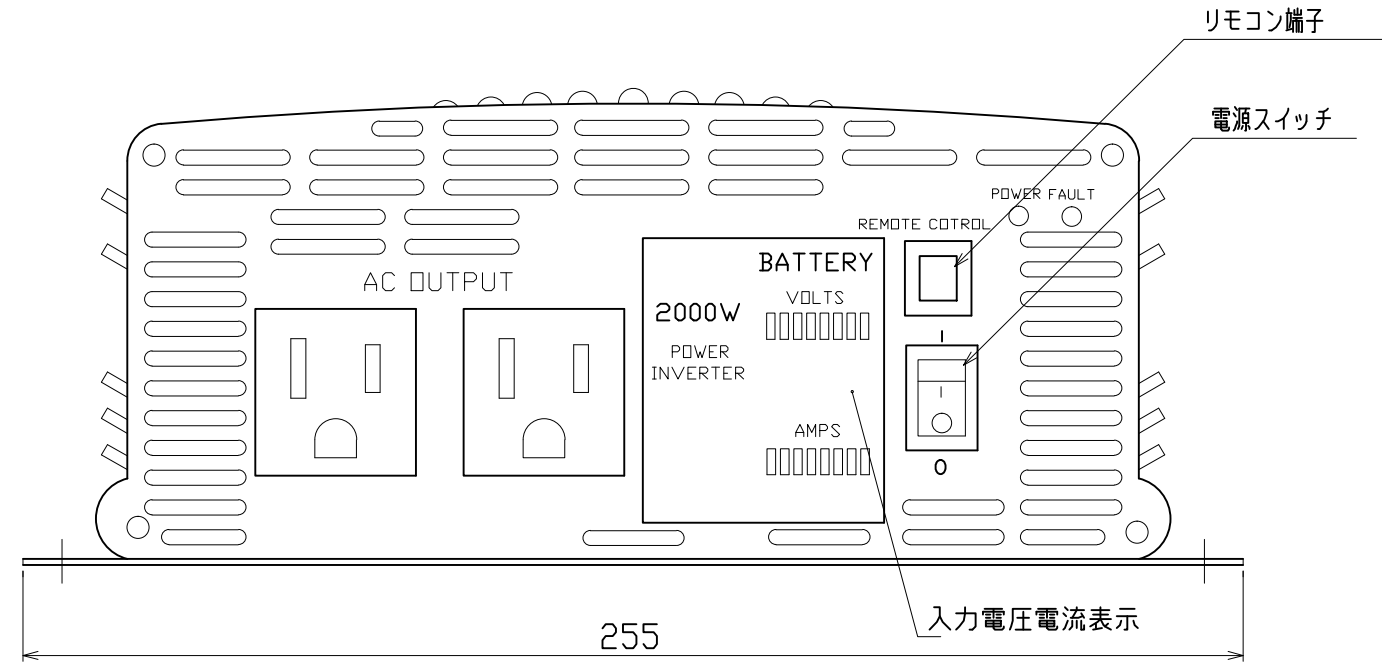 リモコン端子
電源スイッチ
POWER FAULT
REMOTE COTROL
BATTERY
AC OUTPUT
VOLTS
2000W
POWER
INVERTER
I
I
AMPS
O
入力電圧電流表示
255